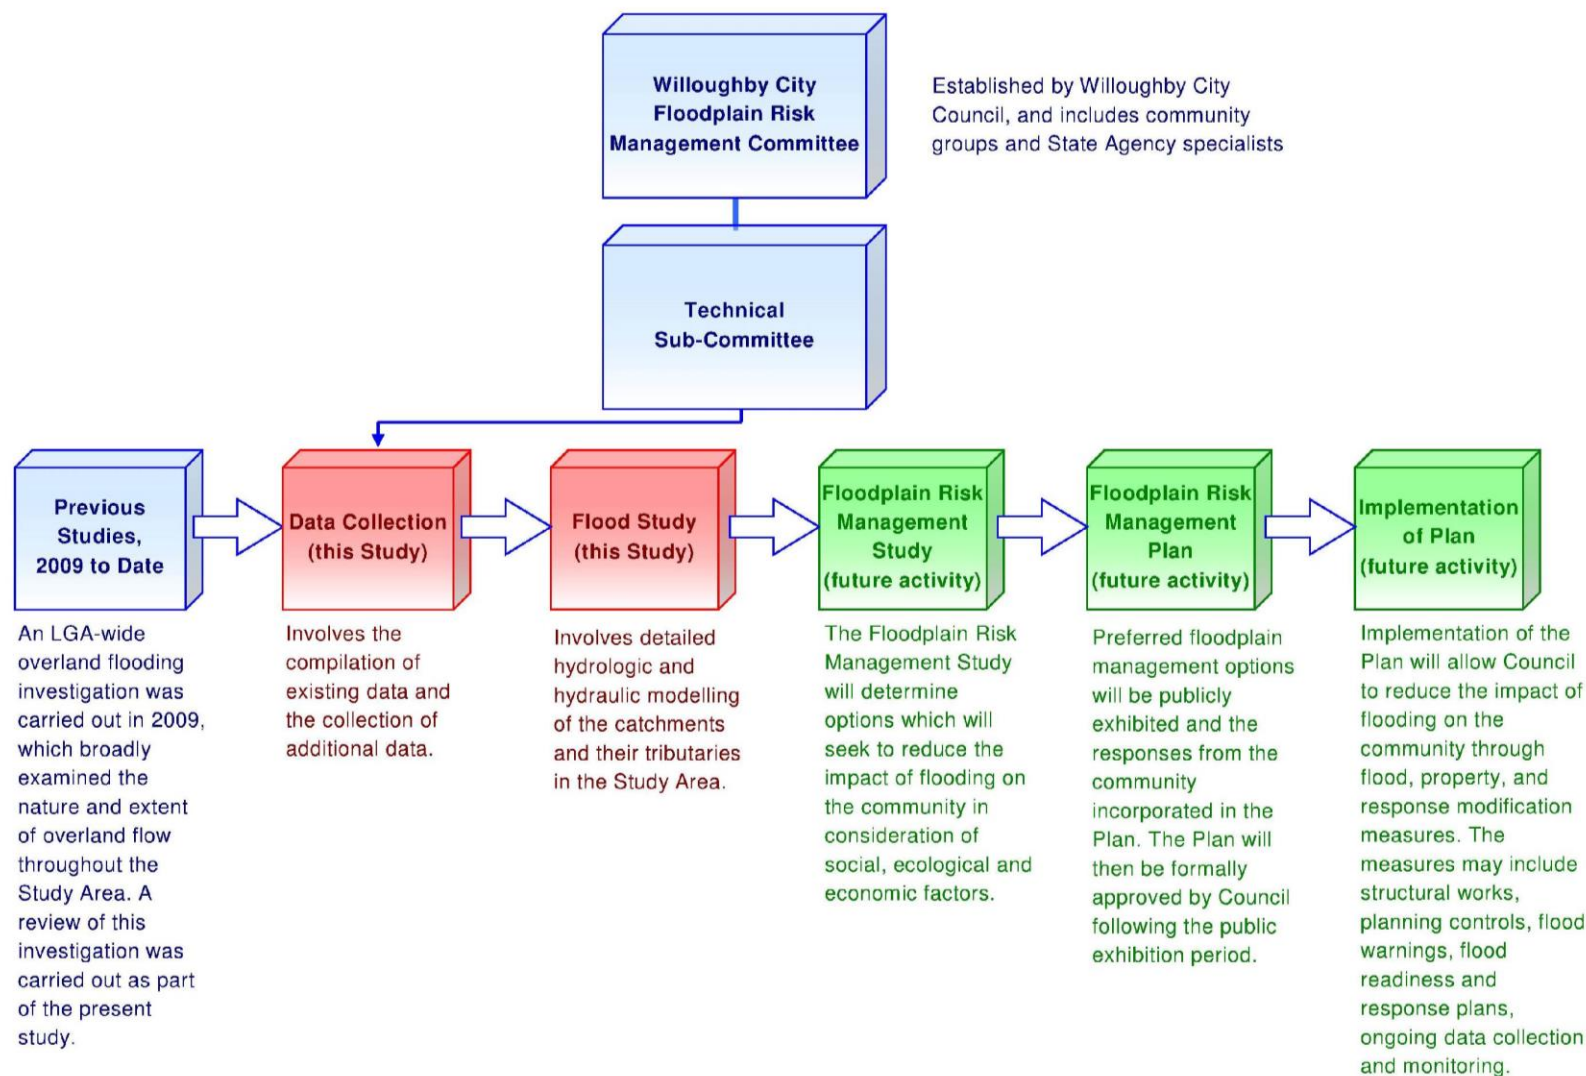 Willoughby City
Floodplain Risk
Management Committee
Established by Willoughby City
Council, and includes community
groups and State Agency specialists
Technical
Sub-Committee
Previous
Studies,
2009 to Date
An LGA-wide
overland flooding
investigation was
carried out in 2009,
which broadly
examined the
nature and extent
of overland flow
throughout the
Study Area. A
review of this
investigation was
carried out as part
of the present
study.
Data Collection
(this Study)
Involves the
compilation of
existing data and
the collection of
additional data.
Flood Study
(this Study)
Involves detailed
hydrologic and
hydraulic modelling
of the catchments
and their tributaries
in the Study Area.
Floodplain Risk
Management
Study
(future activity)
The Floodplain Risk
Management Study
will determine
options which will
seek to reduce the
impact of flooding on
the community in
consideration of
social, ecological and
economic factors.
Floodplain Risk
Management
Plan
(future activity)
Preferred floodplain
management options
will be publicly
exhibited and the
responses from the
community
incorporated in the
Plan. The Plan will
then be formally
approved by Council
following the public
exhibition period.
Implementation
of Plan
(future activity)
Implementation of the
Plan will allow Council
to reduce the impact of
flooding on the
community through
flood, property, and
response modification
measures. The
measures may include
structural works,
planning controls, flood
warnings, flood
readiness and
response plans,
ongoing data collection
and monitoring.